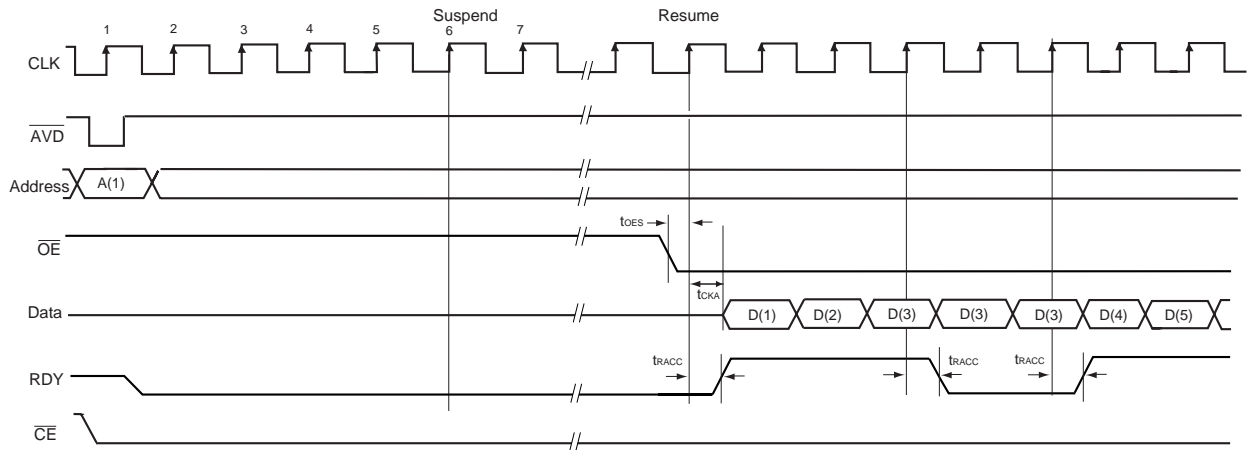 Suspend Resume
1 2 3 4 5 6 7
CLK
AVD
Address A(1)
tOES
OE
tCKA
Data D(1) D(2) D(3) D(3) D(3) D(4) D(5)
tRACC tRACC tRACC
RDY
CE